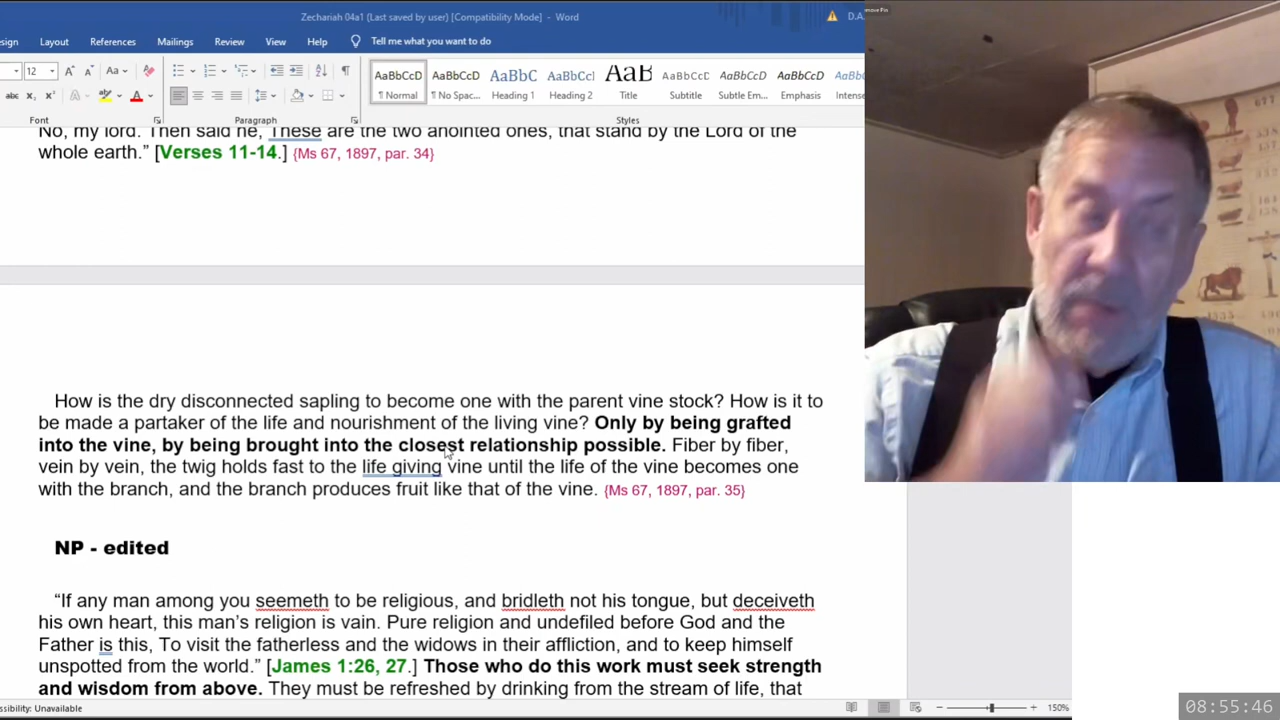 Zechariah 04a1 (Last saved by user) [Compatibility Mode] - Word
D.A.
sign Layout References Mailings Review View Help Tell me what you want to do
12 Aa
AaBbCcD AaBbCcD AaBbC AaBbCcl AaB AaBbCcD AaBbCcD AaBbCcD AaBb
¶ Normal ¶ No Spac... Heading 1 Heading 2 Title Subtitle Subtle Em... Emphasis Intense
Font Paragraph Styles
No, my lord. Then said he, These are the two anointed ones, that stand by the Lord of the
whole earth.” [Verses 11-14.] {Ms 67, 1897, par. 34}
How is the dry disconnected sapling to become one with the parent vine stock? How is it to
be made a partaker of the life and nourishment of the living vine? Only by being grafted
into the vine, by being brought into the closest relationship possible. Fiber by fiber,
vein by vein, the twig holds fast to the life giving vine until the life of the vine becomes one
with the branch, and the branch produces fruit like that of the vine. {Ms 67, 1897, par. 35}
NP - edited
“If any man among you seemeth to be religious, and bridleth not his tongue, but deceiveth
his own heart, this man’s religion is vain. Pure religion and undefiled before God and the
Father is this, To visit the fatherless and the widows in their affliction, and to keep himself
unspotted from the world.” [James 1:26, 27.] Those who do this work must seek strength
and wisdom from above. They must be refreshed by drinking from the stream of life, that
ssibility: Unavailable
150%
08:55:46